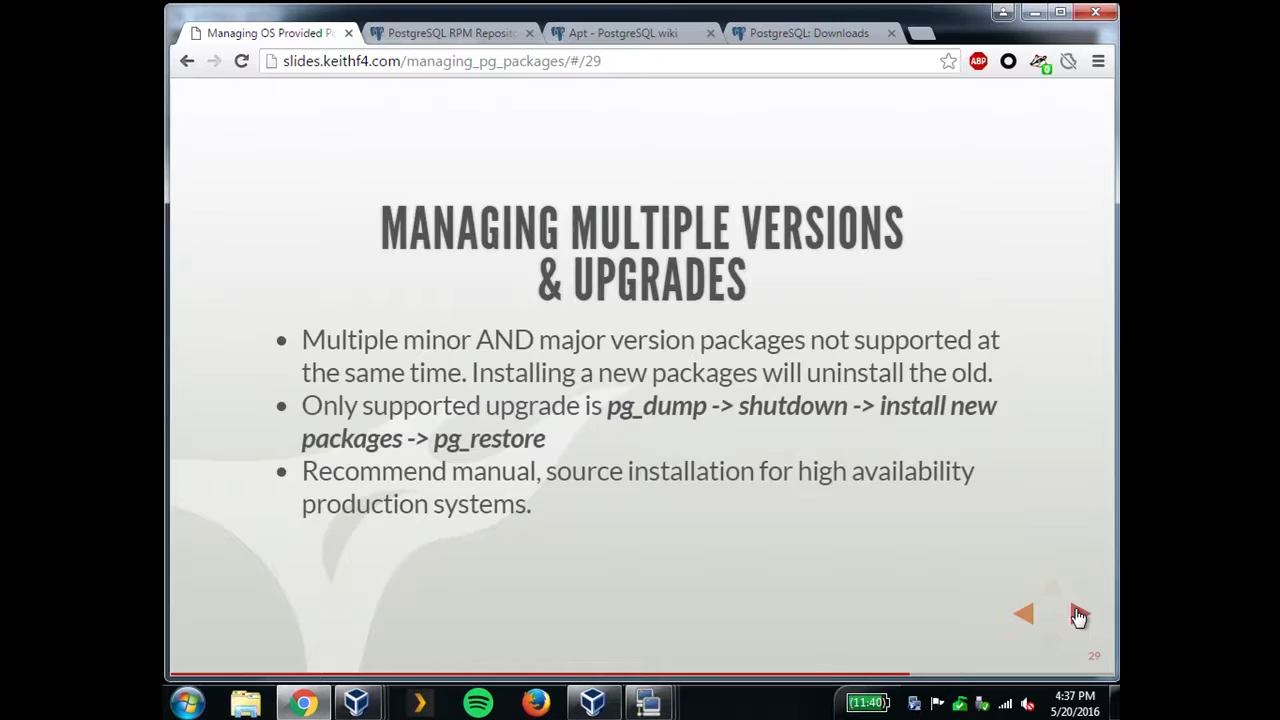 Managing OS Provided P
PostgreSQL RPM Reposit
Apt - PostgreSQL wiki
PostgreSQL: Downloads
slides.keithf4.com/managing_pg_packages/#/29
ABP
MANAGING MULTIPLE VERSIONS
& UPGRADES
• Multiple minor AND major version packages not supported at
the same time. Installing a new packages will uninstall the old.
• Only supported upgrade is pg_dump -> shutdown -> install new
packages -> pg_restore
• Recommend manual, source installation for high availability
production systems.
29
(11:40)
4:37 PM
5/20/2016